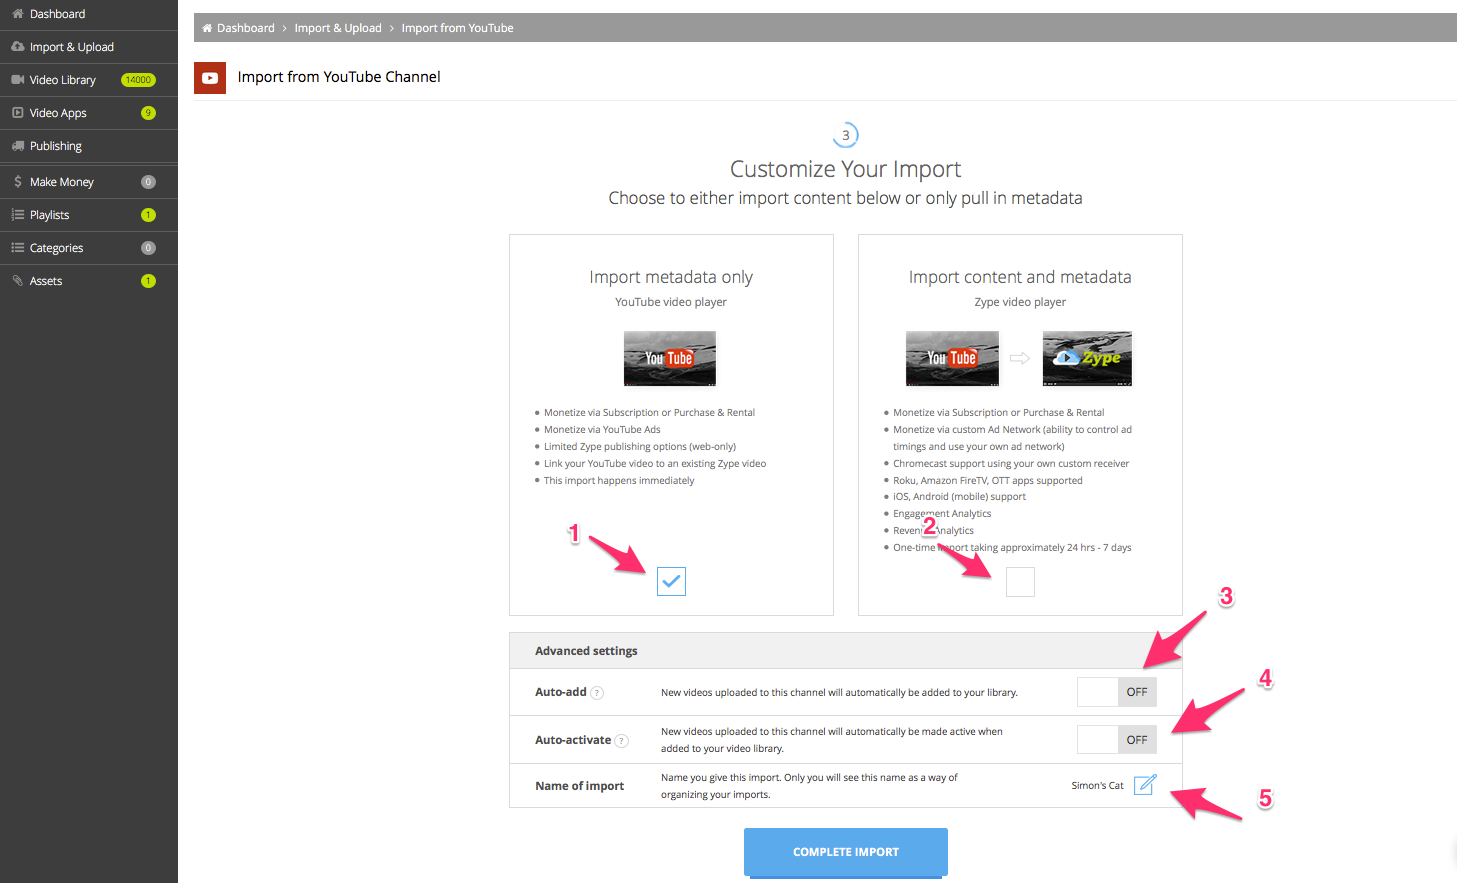 Dashboard
Import & Upload
Video Library 14000
Video Apps 9
Publishing
Make Money 0
Playlists 1
Categories 0
Assets 1
Dashboard > Import & Upload > Import from YouTube
Import from YouTube Channel
3
Customize Your Import
Choose to either import content below or only pull in metadata
Import metadata only
YouTube video player
You Tube
• Monetize via Subscription or Purchase & Rental
• Monetize via YouTube Ads
• Limited Zype publishing options (web-only)
• Link your YouTube video to an existing Zype video
• This import happens immediately
1
Import content and metadata
Zype video player
You Tube Zype
• Monetize via Subscription or Purchase & Rental
• Monetize via custom Ad Network (ability to control ad
timings and use your own ad network)
• Chromecast support using your own custom receiver
• Roku, Amazon FireTV, OTT apps supported
• iOS, Android (mobile) support
• Engagement Analytics
• Revenue Analytics
• One-time import taking approximately 24 hrs - 7 days
2
3
Advanced settings
Auto-add ? New videos uploaded to this channel will automatically be added to your library. OFF
4
Auto-activate ? New videos uploaded to this channel will automatically be made active when
added to your video library. OFF
Name of import Name you give this import. Only you will see this name as a way of
organizing your imports. Simon's Cat
5
COMPLETE IMPORT